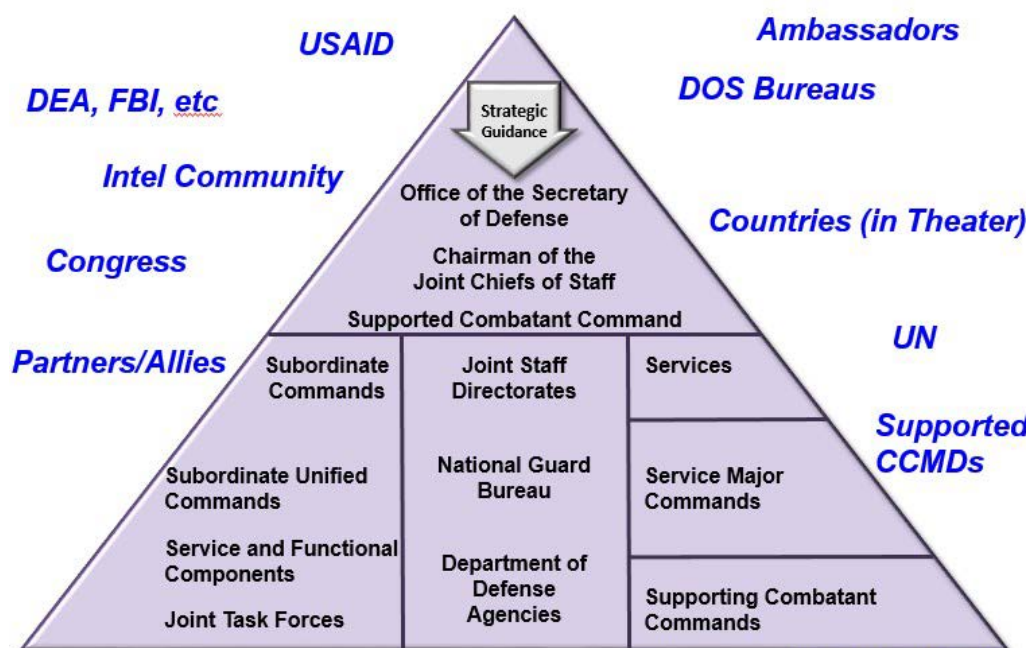 USAID
Ambassadors
DEA, FBI, etc
DOS Bureaus
Strategic
Guidance
Intel Community
Office of the Secretary
of Defense
Countries (in Theater)
Congress
Chairman of the
Joint Chiefs of Staff
Supported Combatant Command
UN
Partners/Allies
Subordinate
Commands
Joint Staff
Directorates
Services
Supported
CCMDs
Subordinate Unified
Commands
National Guard
Bureau
Service Major
Commands
Service and Functional
Components
Department of
Defense
Agencies
Joint Task Forces
Supporting Combatant
Commands